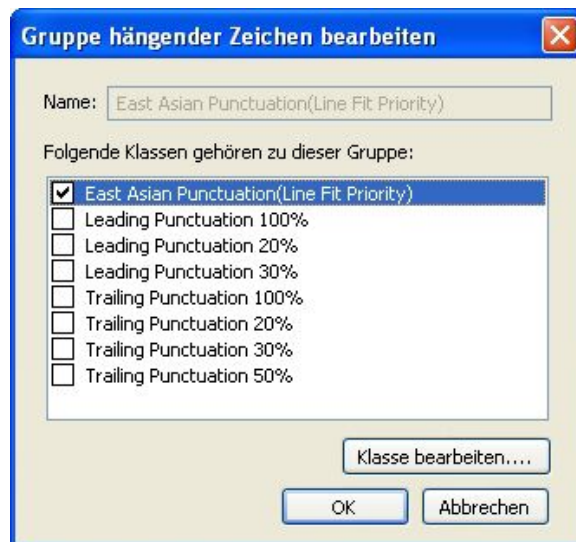 Gruppe hängender Zeichen bearbeiten
Name: East Asian Punctuation(Line Fit Priority)
Folgende Klassen gehören zu dieser Gruppe:
East Asian Punctuation(Line Fit Priority)
Leading Punctuation 100%
Leading Punctuation 20%
Leading Punctuation 30%
Trailing Punctuation 100%
Trailing Punctuation 20%
Trailing Punctuation 30%
Trailing Punctuation 50%
Klasse bearbeiten....
OK Abbrechen